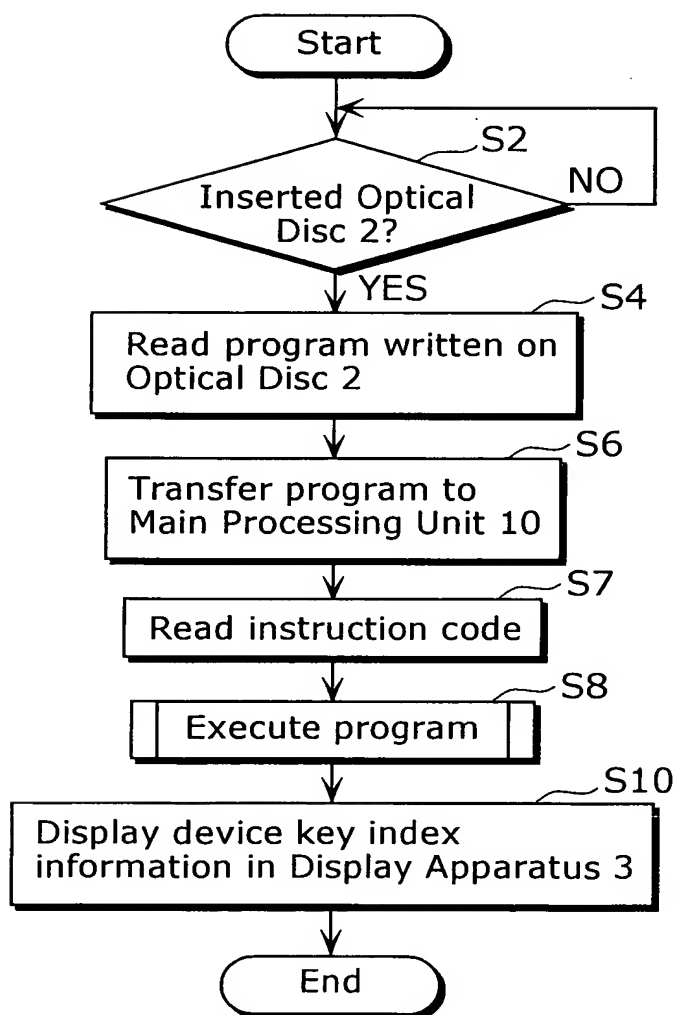 Start
S2
Inserted Optical
Disc 2?
NO
YES
S4
Read program written on
Optical Disc 2
S6
Transfer program to
Main Processing Unit 10
S7
Read instruction code
S8
Execute program
S10
Display device key index
information in Display Apparatus 3
End